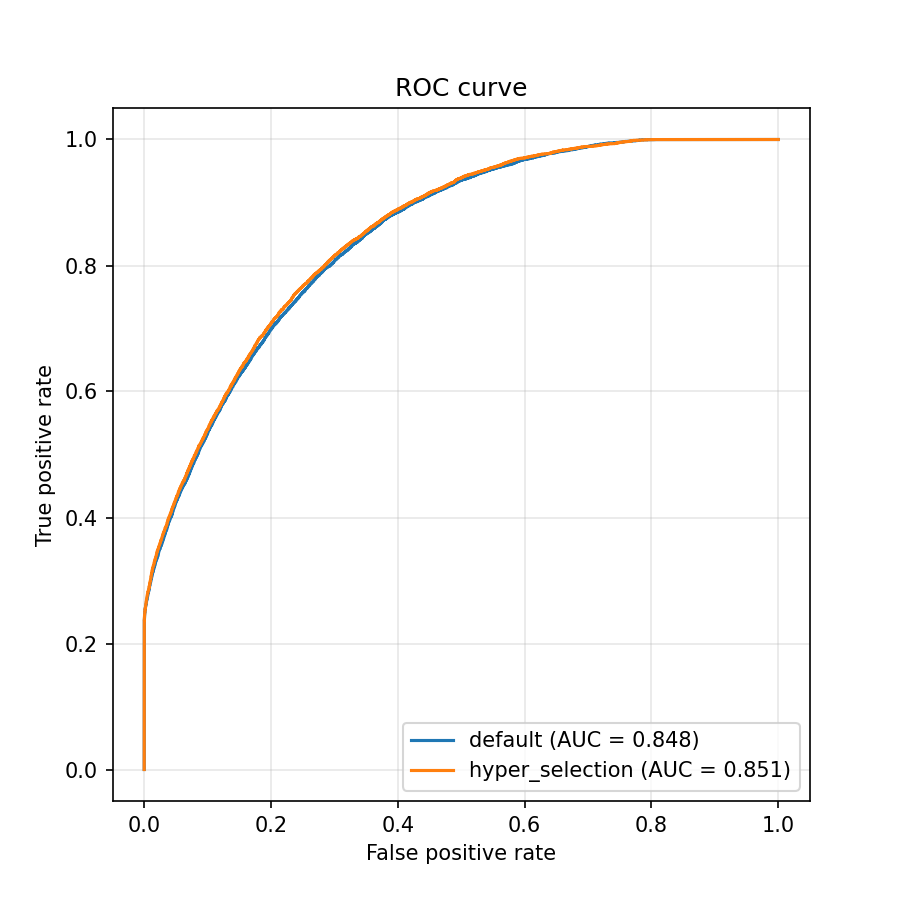 ROC curve
1.0
0.8
0.6
0.4
0.2
0.0
True positive rate
default (AUC = 0.848)
hyper_selection (AUC = 0.851)
0.0 0.2 0.4 0.6 0.8 1.0
False positive rate